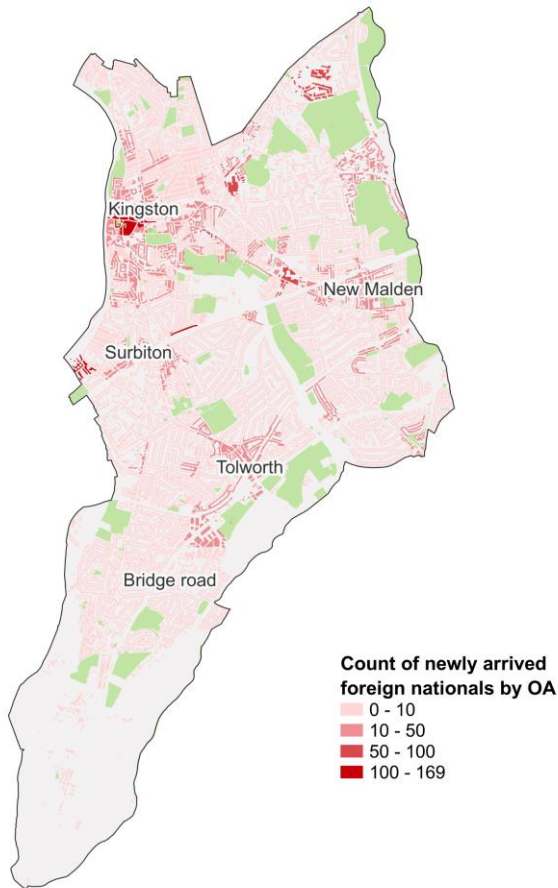 Kingston
New Malden
Surbiton
Tolworth
Bridge road
Count of newly arrived
foreign nationals by OA
0 - 10
10 - 50
50 - 100
100 - 169